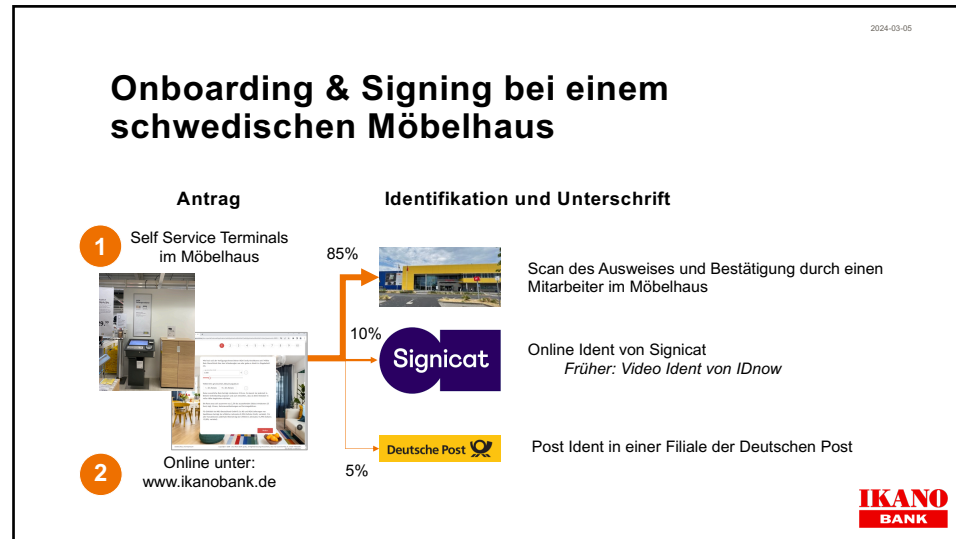 2024-03-05
Onboarding & Signing bei einem
schwedischen Möbelhaus
Antrag
Identifikation und Unterschrift
1
Self Service Terminals
im Möbelhaus
85%
Scan des Ausweises und Bestätigung durch einen
Mitarbeiter im Möbelhaus
10%
Signicat
Online Ident von Signicat
Früher: Video Ident von IDnow
Deutsche Post
Post Ident in einer Filiale der Deutschen Post
5%
2
Online unter:
www.ikanobank.de
IKANO
BANK